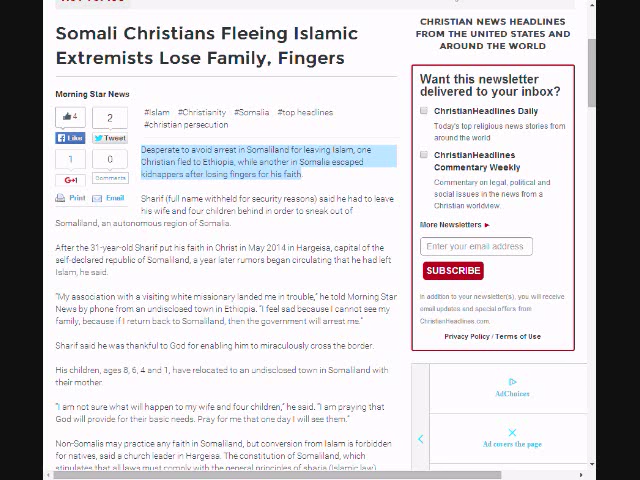 Somali Christians Fleeing Islamic
Extremists Lose Family, Fingers
Morning Star News
4
2
Like
Tweet
1
0
G+1
Comments
Print
Email
#Islam #Christianity #Somalia #top headlines
#christian persecution
Desperate to avoid arrest in Somaliland for leaving Islam, one
Christian fled to Ethiopia, while another in Somalia escaped
kidnappers after losing fingers for his faith.
Sharif (full name withheld for security reasons) said he had to leave
his wife and four children behind in order to sneak out of
Somaliland, an autonomous region of Somalia.
After the 31-year-old Sharif put his faith in Christ in May 2014 in Hargeisa, capital of the
self-declared republic of Somaliland, a year later rumors began circulating that he had left
Islam, he said.
"My association with a visiting white missionary landed me in trouble," he told Morning Star
News by phone from an undisclosed town in Ethiopia. "I feel sad because I cannot see my
family, because if I return back to Somaliland, then the government will arrest me."
Sharif said he was thankful to God for enabling him to miraculously cross the border.
His children, ages 8, 6, 4 and 1, have relocated to an undisclosed town in Somaliland with
their mother.
"I am not sure what will happen to my wife and four children," he said. "I am praying that
God will provide for their basic needs. Pray for me that one day I will see them."
Non-Somalis may practice any faith in Somaliland, but conversion from Islam is forbidden for
natives, said a church leader in Hargeisa. The constitution of Somaliland, which
stipulates that all laws must comply with the general principles of sharia (Islamic law)
CHRISTIAN NEWS HEADLINES
FROM THE UNITED STATES AND
AROUND THE WORLD
Want this newsletter
delivered to your inbox?
ChristianHeadlines Daily
Today's top religious news stories from
around the world
ChristianHeadlines
Commentary Weekly
Commentary on legal, political and
social issues in the news from a
Christian worldview.
More Newsletters
Enter your email address
SUBSCRIBE
In addition to your newsletter(s), you will receive
email updates and special offers from
ChristianHeadlines.com.
Privacy Policy / Terms of Use
AdChoices
Ad covers the page